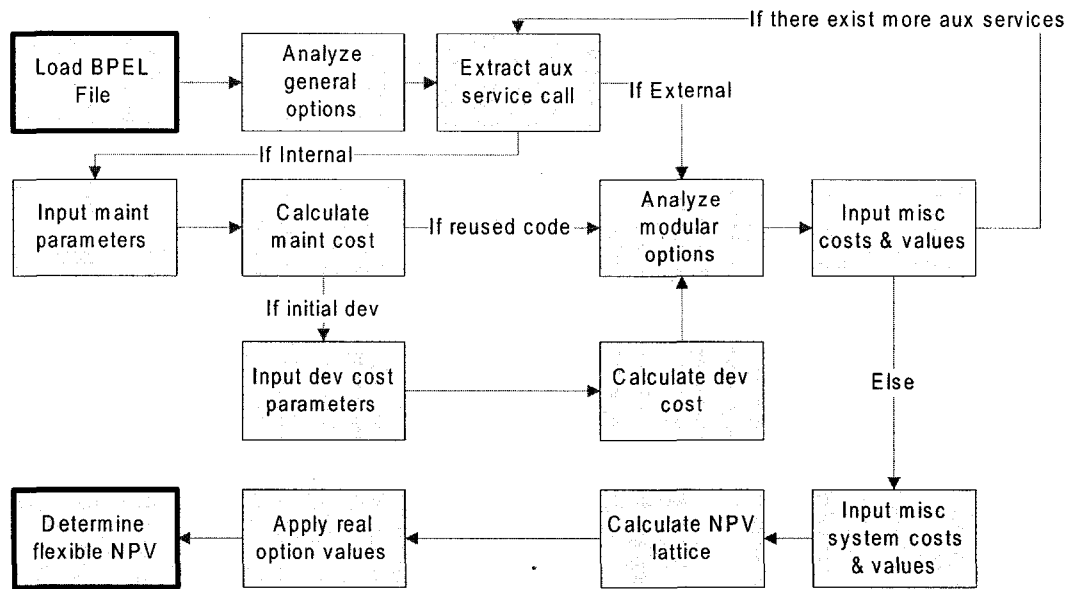 If there exist more aux services
Load BPEL
File
Analyze
general
options
Extract aux
service call
If External
If Internal
Input maint
parameters
Calculate
maint cost
If reused code
Analyze
modular
options
Input misc
costs & values
If initial dev
Input dev cost
parameters
Calculate dev
cost
Else
Determine
flexible NPV
Apply real
option values
Calculate NPV
lattice
Input misc
system costs
& values